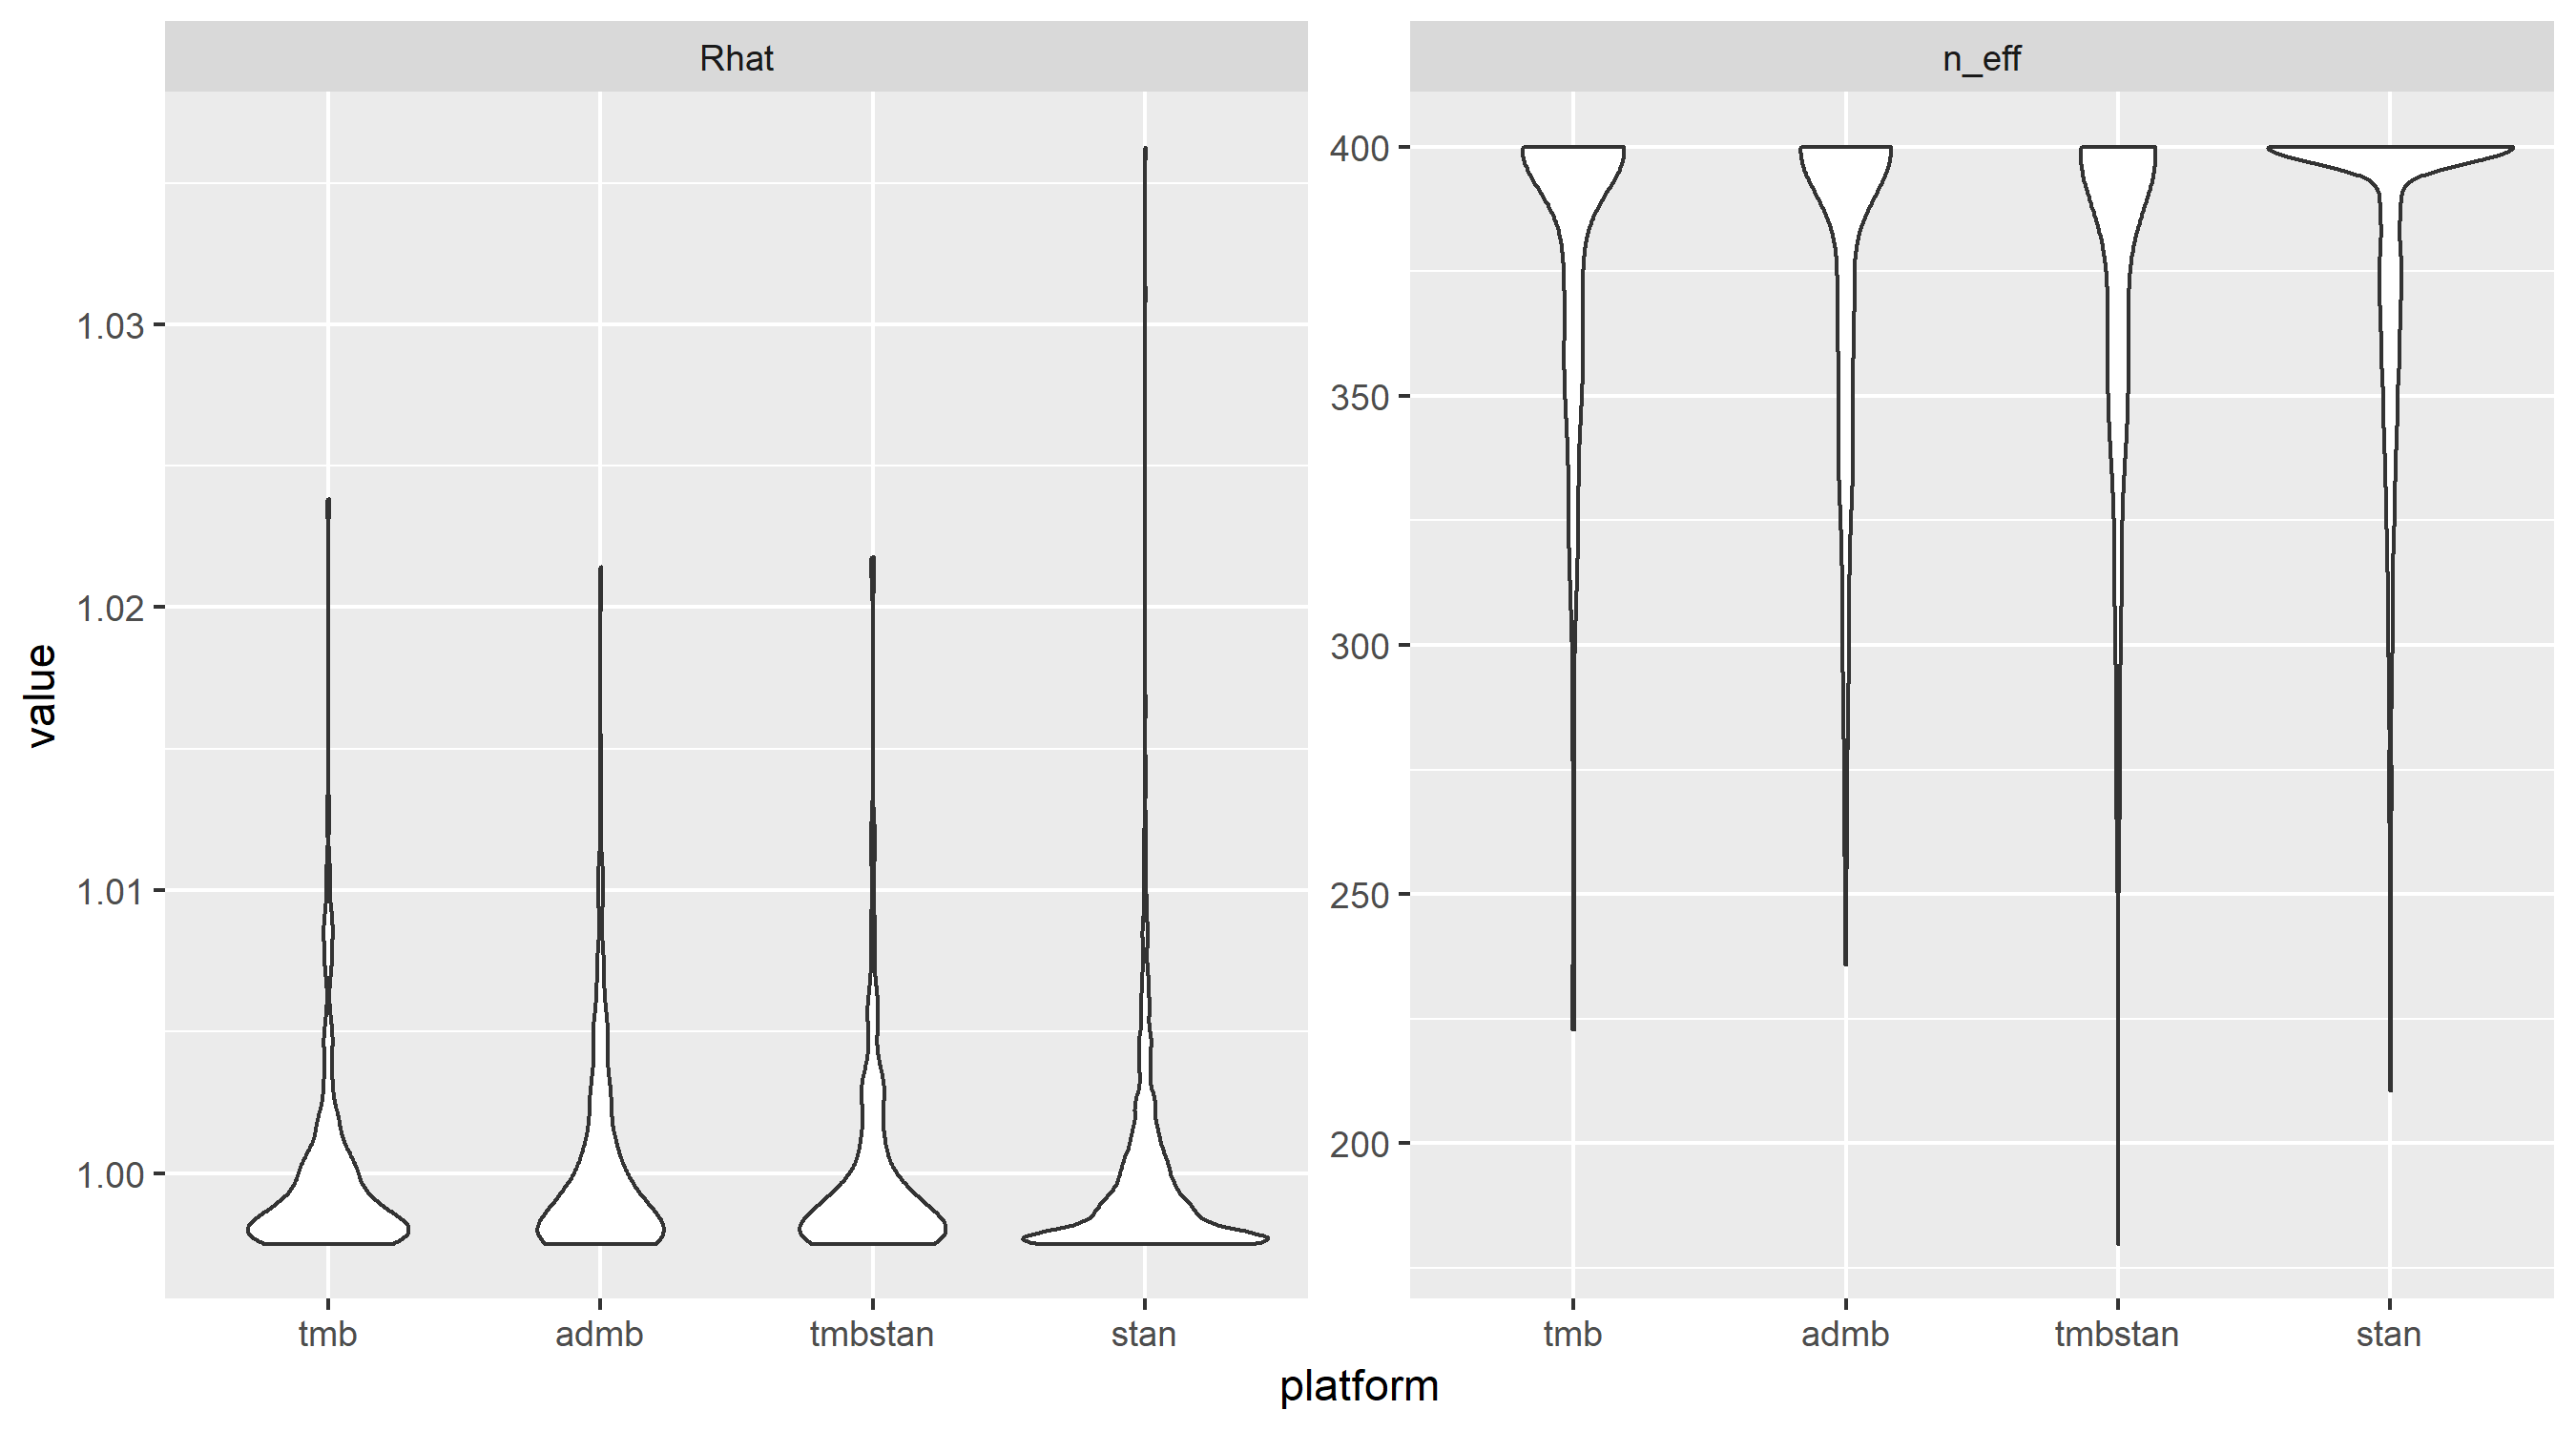 Rhat
n_eff
value
1.03
1.02
1.01
1.00
400
350
300
250
200
tmb
admb
tmbstan
stan
tmb
admb
tmbstan
stan
platform